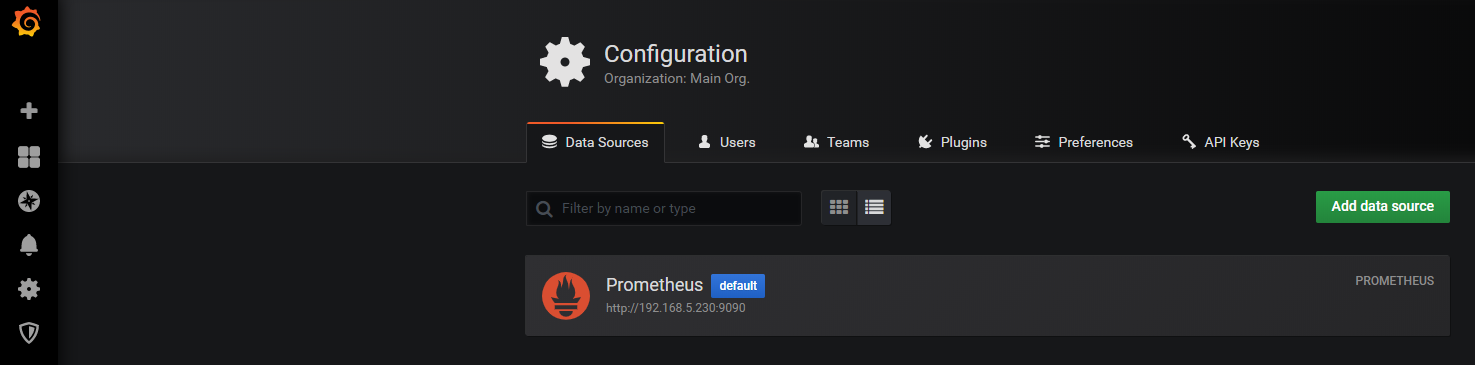 Configuration
Organization: Main Org.
Data Sources Users Teams Plugins Preferences API Keys
Filter by name or type Add data source
Prometheus default PROMETHEUS
http://192.168.5.230:9090